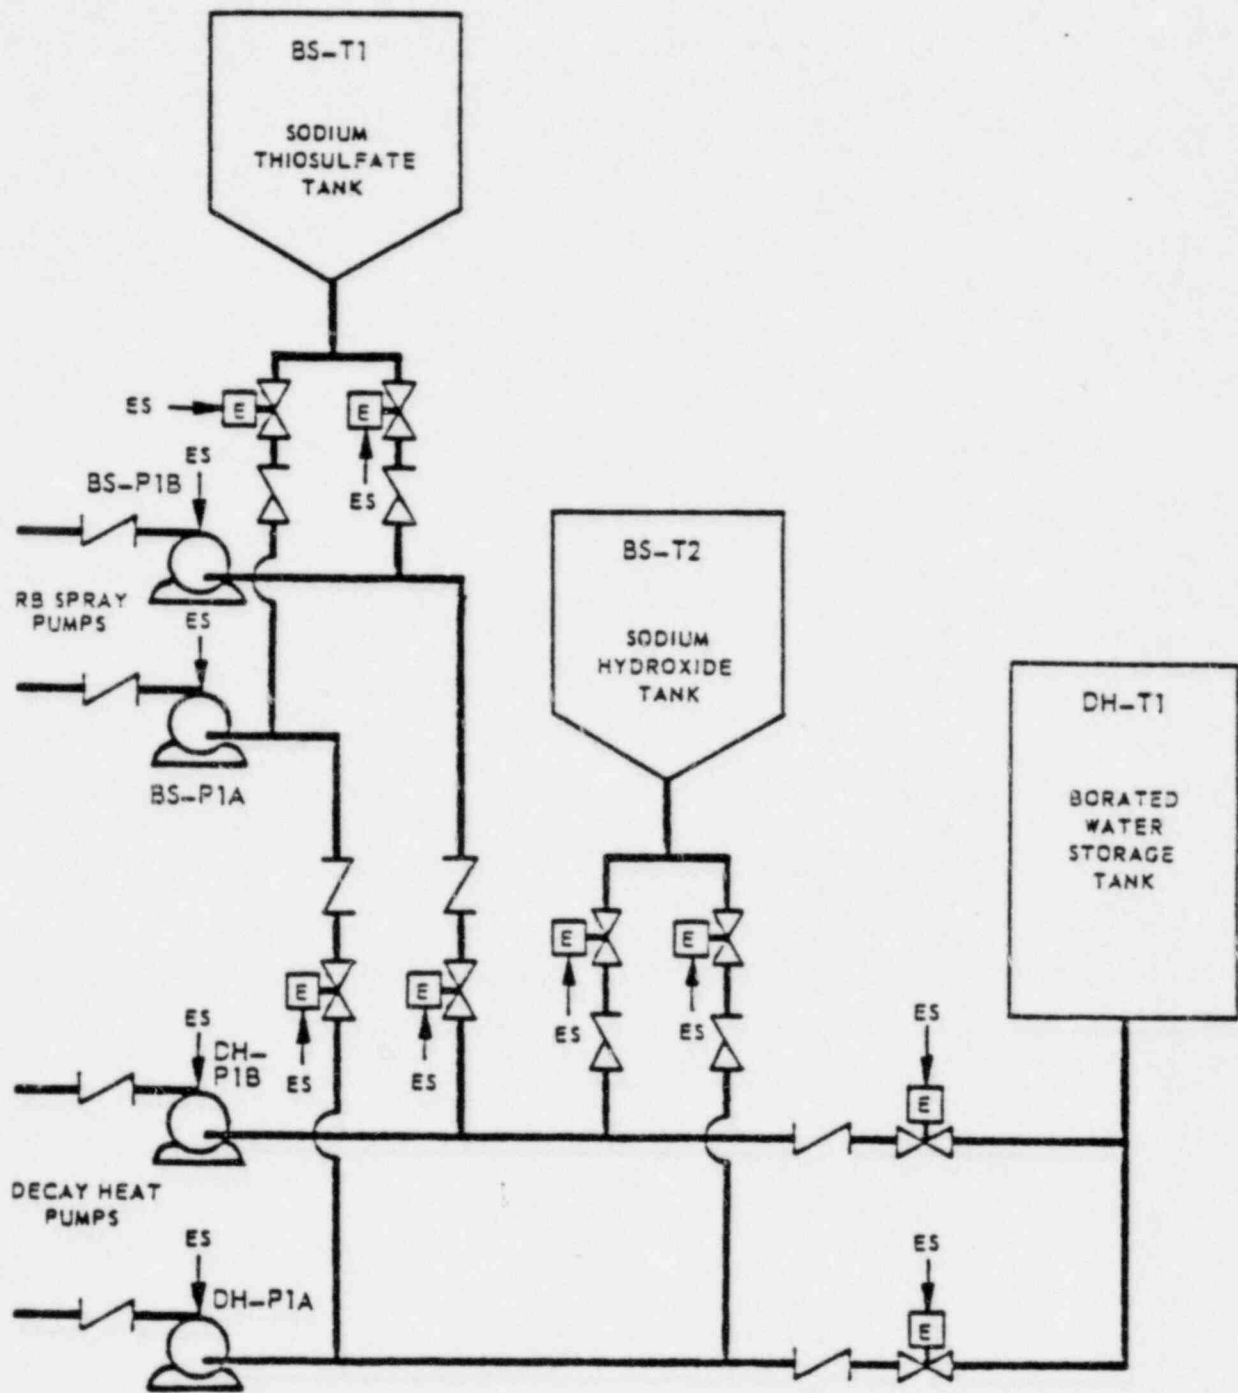 BS-T1
SODIUM
THIOSULFATE
TANK
ES
E
E
ES
ES
BS-P1B
RB SPRAY
PUMPS
ES
BS-P1A
BS-T2
SODIUM
HYDROXIDE
TANK
DH-T1
BORATED
WATER
STORAGE
TANK
E
E
ES
ES
E
E
ES
ES
ES
DH-
P1B
ES
E
DECAY HEAT
PUMPS
ES
DH-P1A
ES
E